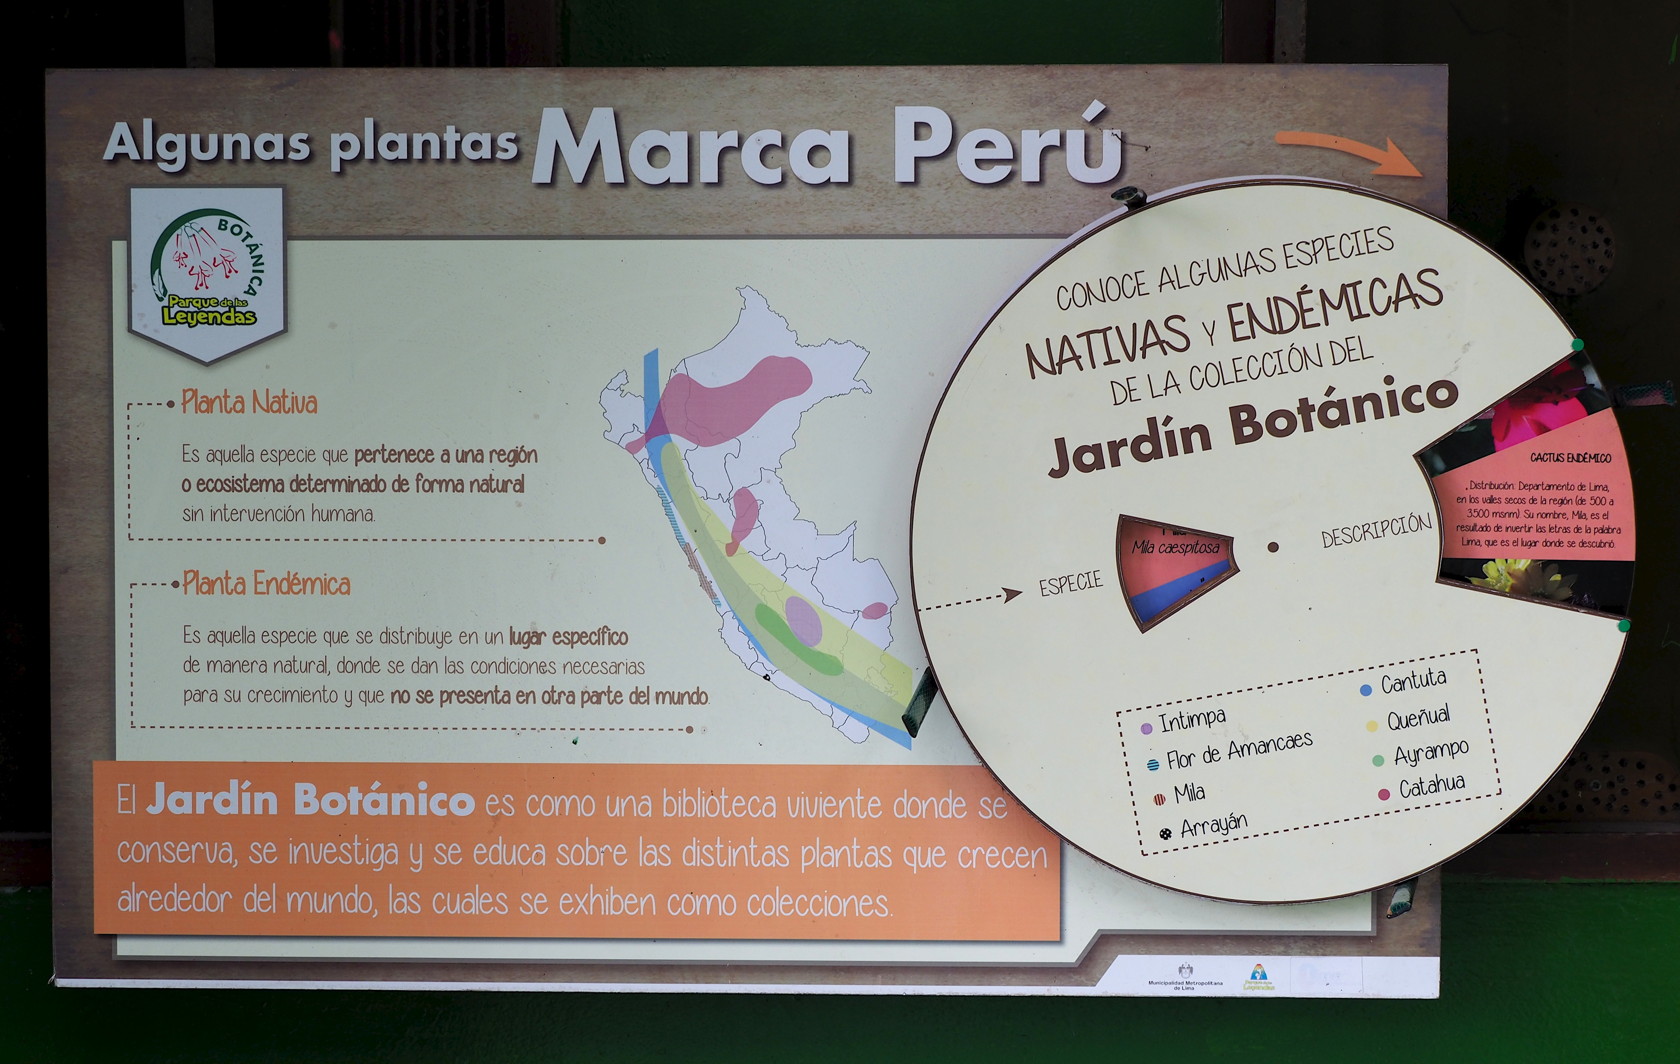 Algunas plantas Marca Perú
BOTÁNICA
Parque de las
Leyendas
Planta Nativa
Es aquella especie que pertenece a una región
o ecosistema determinado de forma natural
sin intervención humana.
Planta Endémica
Es aquella especie que se distribuye en un lugar específico
de manera natural, donde se dan las condiciones necesarias
para su crecimiento y que no se presenta en otra parte del mundo.
El Jardín Botánico es como una biblioteca viviente donde se
conserva, se investiga y se educa sobre las distintas plantas que crecen
alrededor del mundo, las cuales se exhiben como colecciones.
CONOCE ALGUNAS ESPECIES
NATIVAS Y ENDÉMICAS
DE LA COLECCIÓN DEL
Jardín Botánico
ESPECIE
Mila caespitosa
DESCRIPCIÓN
CACTUS ENDÉMICO
Distribución: Departamento de Lima,
en los valles secos de la región (de 500 a
3500 msnm). Su nombre, Mila, es el
resultado de invertir las letras de la palabra
Lima, que es el lugar donde se descubrió.
Intimpa
Flor de Amancaes
Mila
Arrayán
Cantuta
Queñual
Ayrampo
Catahua
Municipalidad Metropolitana
de Lima
Parque de las
Leyendas